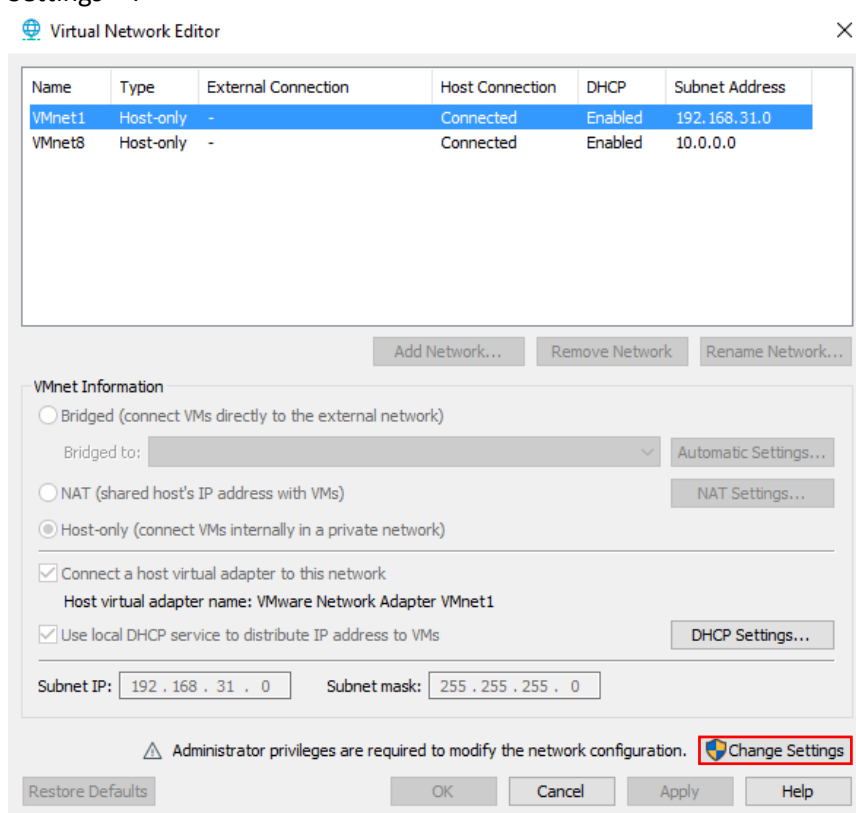 Virtual Network Editor
Name Type External Connection Host Connection DHCP Subnet Address
VMnet1 Host-only - Connected Enabled 192.168.31.0
VMnet8 Host-only - Connected Enabled 10.0.0.0
Add Network... Remove Network Rename Network...
VMnet Information
Bridged (connect VMs directly to the external network)
Bridged to: Automatic Settings...
NAT (shared host's IP address with VMs) NAT Settings...
Host-only (connect VMs internally in a private network)
Connect a host virtual adapter to this network
Host virtual adapter name: VMware Network Adapter VMnet1
Use local DHCP service to distribute IP address to VMs DHCP Settings...
Subnet IP: 192 . 168 . 31 . 0 Subnet mask: 255 . 255 . 255 . 0
Administrator privileges are required to modify the network configuration. Change Settings
Restore Defaults OK Cancel Apply Help